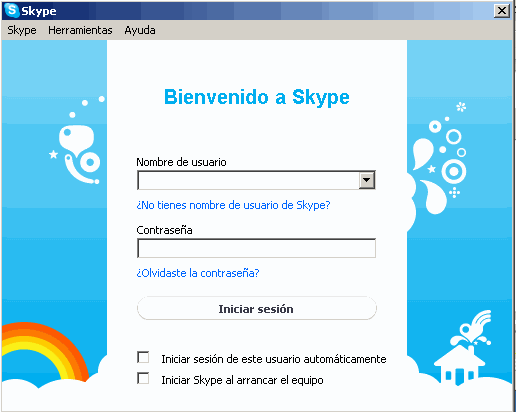 Skype
Skype Herramientas Ayuda
Bienvenido a Skype
Nombre de usuario
¿No tienes nombre de usuario de Skype?
Contraseña
¿Olvidaste la contraseña?
Iniciar sesión
Iniciar sesión de este usuario automáticamente
Iniciar Skype al arrancar el equipo